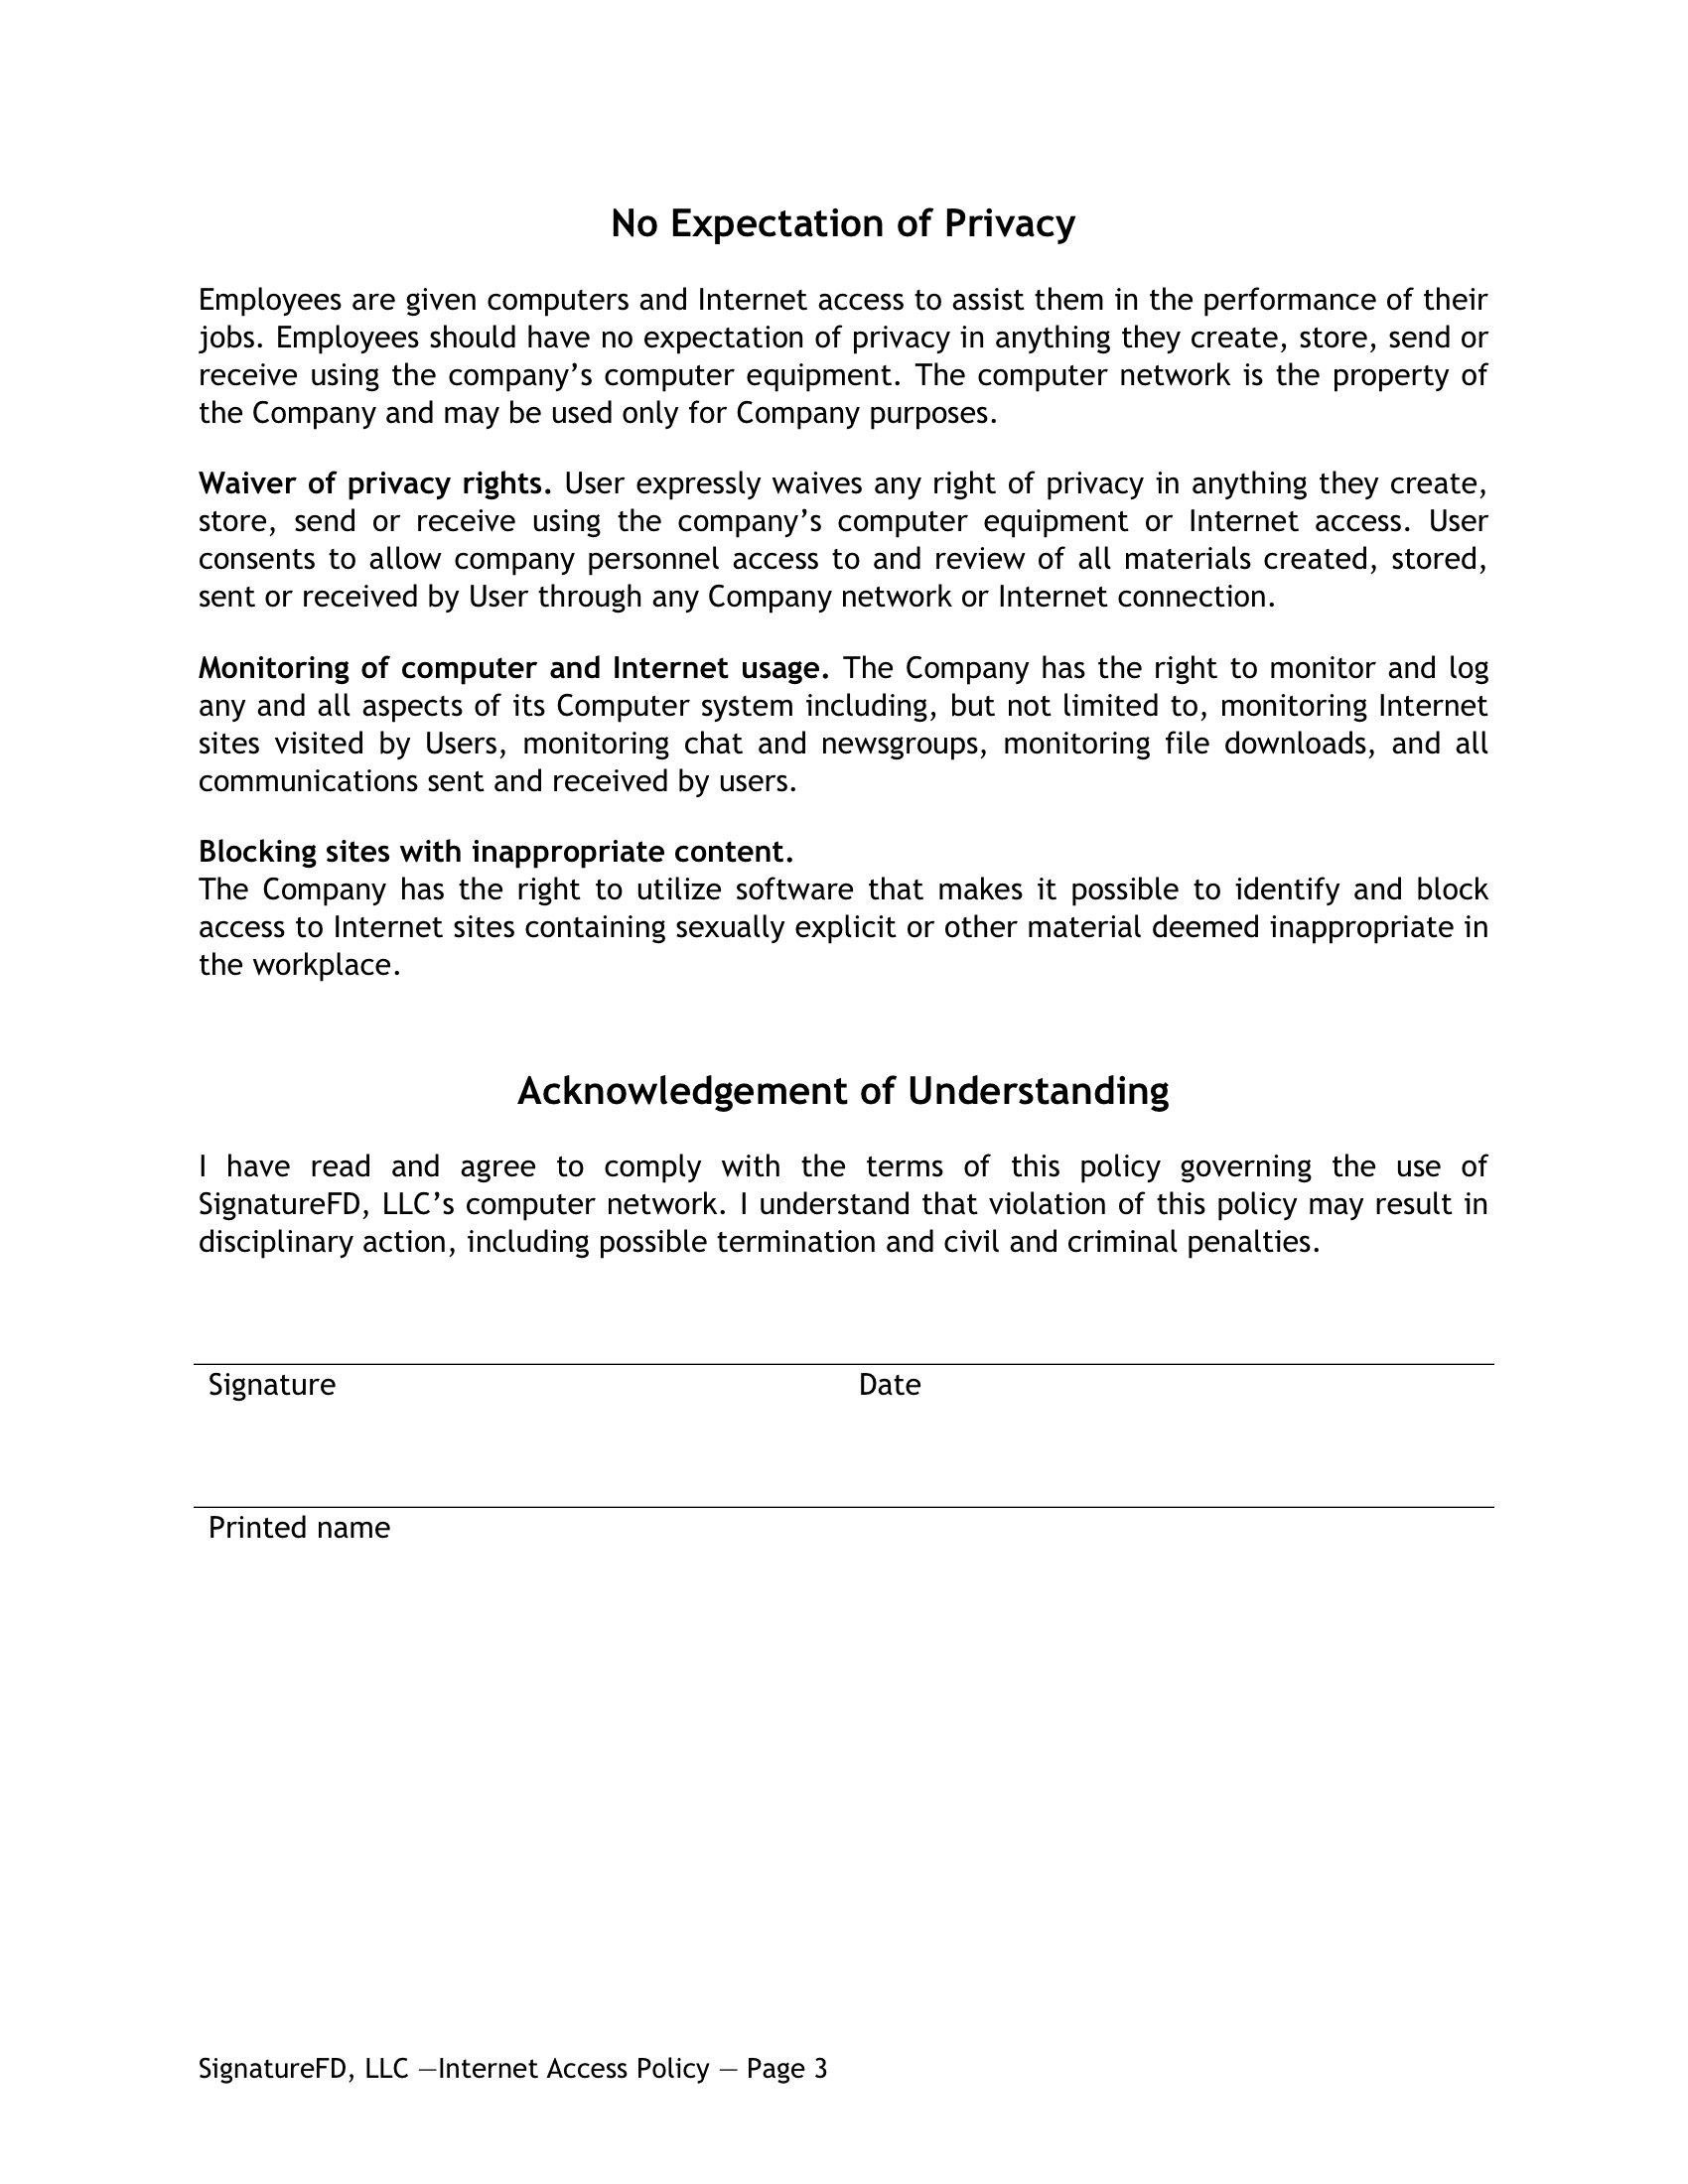 No Expectation of Privacy
Employees are given computers and Internet access to assist them in the performance of their
jobs. Employees should have no expectation of privacy in anything they create, store, send or
receive using the company’s computer equipment. The computer network is the property of
the Company and may be used only for Company purposes.
Waiver of privacy rights. User expressly waives any right of privacy in anything they create,
store, send or receive using the company’s computer equipment or Internet access. User
consents to allow company personnel access to and review of all materials created, stored,
sent or received by User through any Company network or Internet connection.
Monitoring of computer and Internet usage. The Company has the right to monitor and log
any and all aspects of its Computer system including, but not limited to, monitoring Internet
sites visited by Users, monitoring chat and newsgroups, monitoring file downloads, and all
communications sent and received by users.
Blocking sites with inappropriate content.
The Company has the right to utilize software that makes it possible to identify and block
access to Internet sites containing sexually explicit or other material deemed inappropriate in
the workplace.
Acknowledgement of Understanding
I have read and agree to comply with the terms of this policy governing the use of
SignatureFD, LLC’s computer network. I understand that violation of this policy may result in
disciplinary action, including possible termination and civil and criminal penalties.
Signature Date
Printed name
SignatureFD, LLC —Internet Access Policy — Page 3